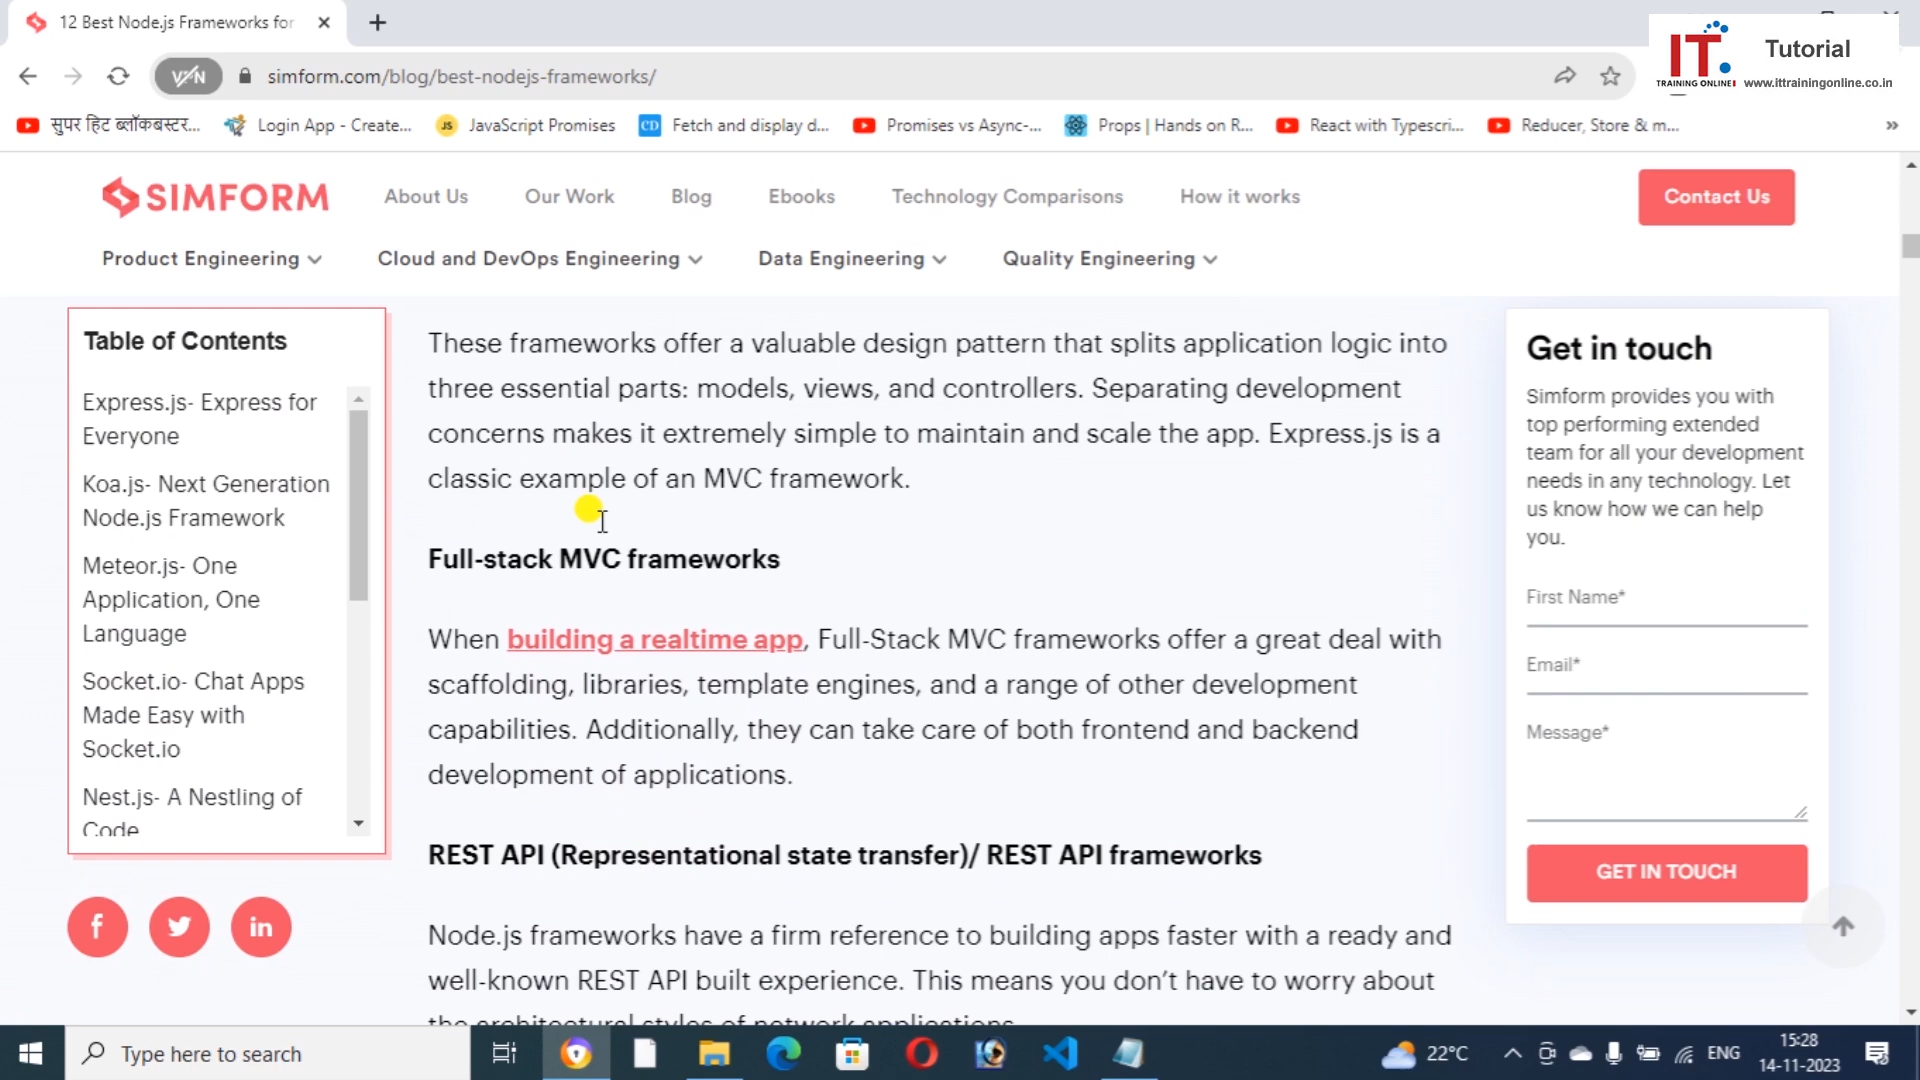 12 Best Node.js Frameworks for
simform.com/blog/best-nodejs-frameworks/
IT
TRAINING ONLINE
Tutorial
www.ittrainingonline.co.in
सुपर हिट ब्लॉकबस्टर...
Login App - Create...
JS
JavaScript Promises
CD
Fetch and display d...
Promises vs Async-...
Props | Hands on R...
React with Typescri...
Reducer, Store & m...
SIMFORM
About Us
Our Work
Blog
Ebooks
Technology Comparisons
How it works
Contact Us
Product Engineering
Cloud and DevOps Engineering
Data Engineering
Quality Engineering
Table of Contents
Express.js- Express for
Everyone
Koa.js- Next Generation
Node.js Framework
Meteor.js- One
Application, One
Language
Socket.io- Chat Apps
Made Easy with
Socket.io
Nest.js- A Nestling of
Code
These frameworks offer a valuable design pattern that splits application logic into
three essential parts: models, views, and controllers. Separating development
concerns makes it extremely simple to maintain and scale the app. Express.js is a
classic example of an MVC framework.
Full-stack MVC frameworks
When building a realtime app, Full-Stack MVC frameworks offer a great deal with
scaffolding, libraries, template engines, and a range of other development
capabilities. Additionally, they can take care of both frontend and backend
development of applications.
REST API (Representational state transfer)/ REST API frameworks
Node.js frameworks have a firm reference to building apps faster with a ready and
well-known REST API built experience. This means you don't have to worry about
the architectural styles of network applications.
Get in touch
Simform provides you with
top performing extended
team for all your development
needs in any technology. Let
us know how we can help
you.
First Name*
Email*
Message*
GET IN TOUCH
f
in
Type here to search
22°C
ENG
15:28
14-11-2023